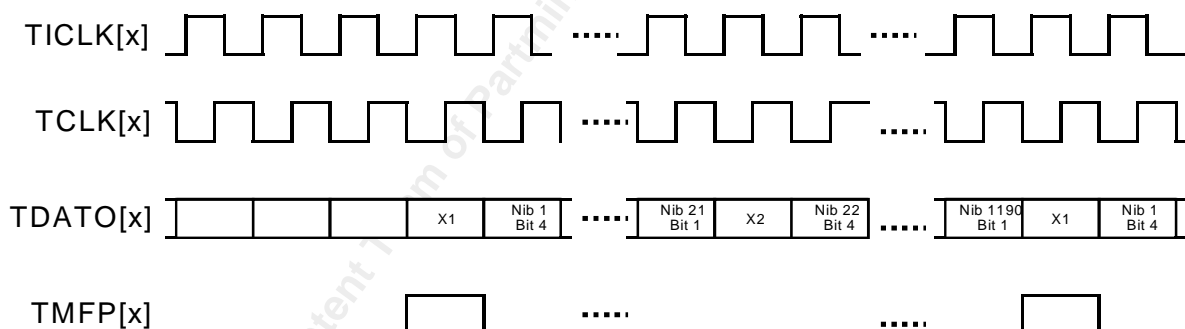 TICLK[x]
TCLK[x]
TDATO[x]
X1
Nib 1
Bit 4
Nib 21
Bit 1
X2
Nib 22
Bit 4
Nib 1190
Bit 1
X1
Nib 1
Bit 4
TMFP[x]